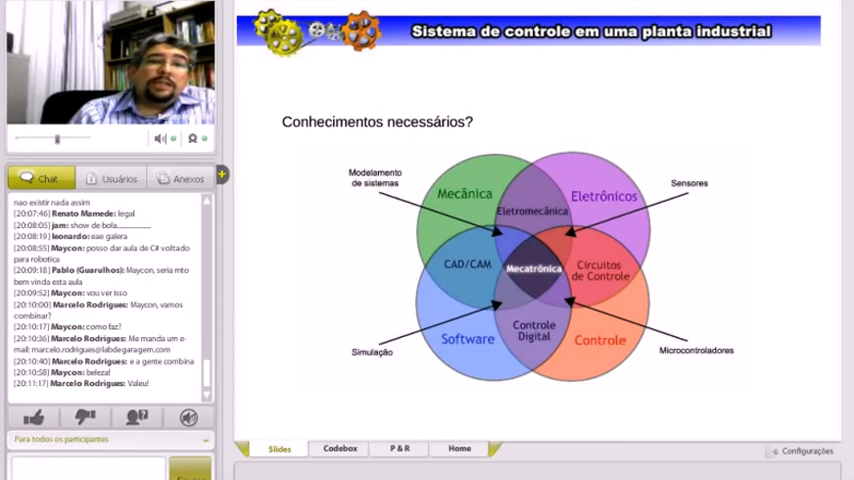 Sistema de controle em uma planta industrial
Renato
Chat
Usuários
Anexos
nao existir nada assim
[20:07:46] Renato Mamede: legal
[20:08:05] jam: show de bola................
[20:08:19] leonardo: eae galera
[20:08:55] Maycon: posso dar aula de C# voltado
para robotica
[20:09:18] Pablo (Guarulhos): Maycon, seria mto
bem vinda esta aula
[20:09:52] Maycon: vou ver isso
[20:10:00] Marcelo Rodrigues: Maycon, vamos
combinar?
[20:10:17] Maycon: como faz?
[20:10:36] Marcelo Rodrigues: Me manda um e-
mail: marcelo.rodrigues@labdegaragem.com
[20:10:40] Marcelo Rodrigues: e a gente combina
[20:10:58] Maycon: beleza!
[20:11:17] Marcelo Rodrigues: Valeu!
Para todos os participantes
Conhecimentos necessários?
Modelamento
de sistemas
Sensores
Mecânica
Eletrônicos
Eletromecânica
CAD/CAM
Mecatrônica
Circuitos
de Controle
Software
Controle
Digital
Controle
Simulação
Microcontroladores
Slides
Codebox
P & R
Home
Configurações